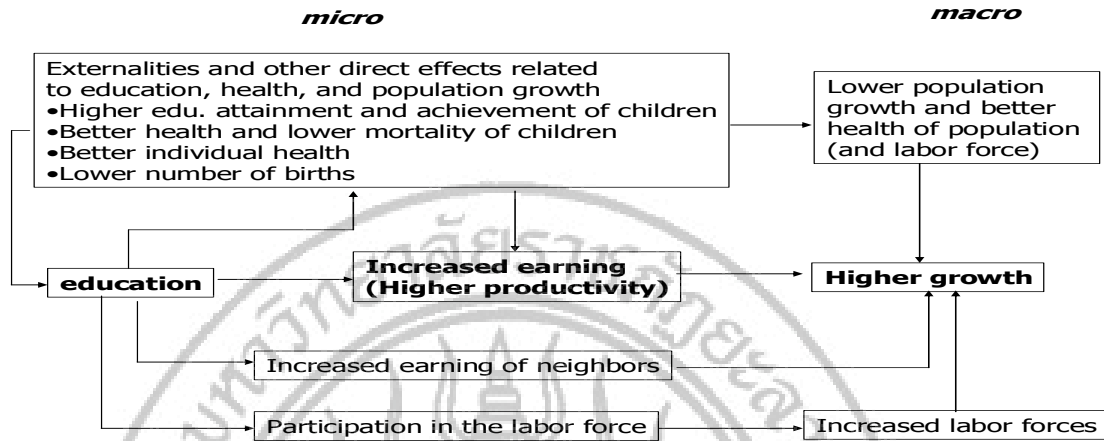 micro
macro
Externalities and other direct effects related
to education, health, and population growth
•Higher edu. attainment and achievement of children
•Better health and lower mortality of children
•Better individual health
•Lower number of births
Lower population
growth and better
health of population
(and labor force)
education
Increased earning
(Higher productivity)
Higher growth
Increased earning of neighbors
Participation in the labor force
Increased labor forces